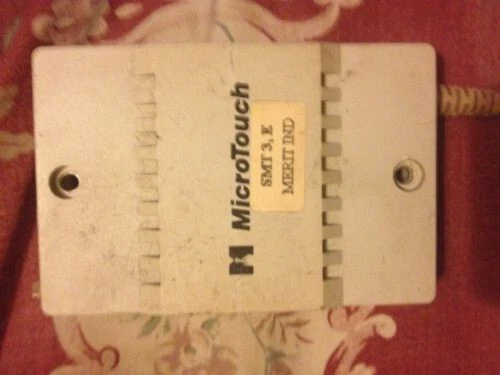 MicroTouch
SMT 3, E
MERIT IND